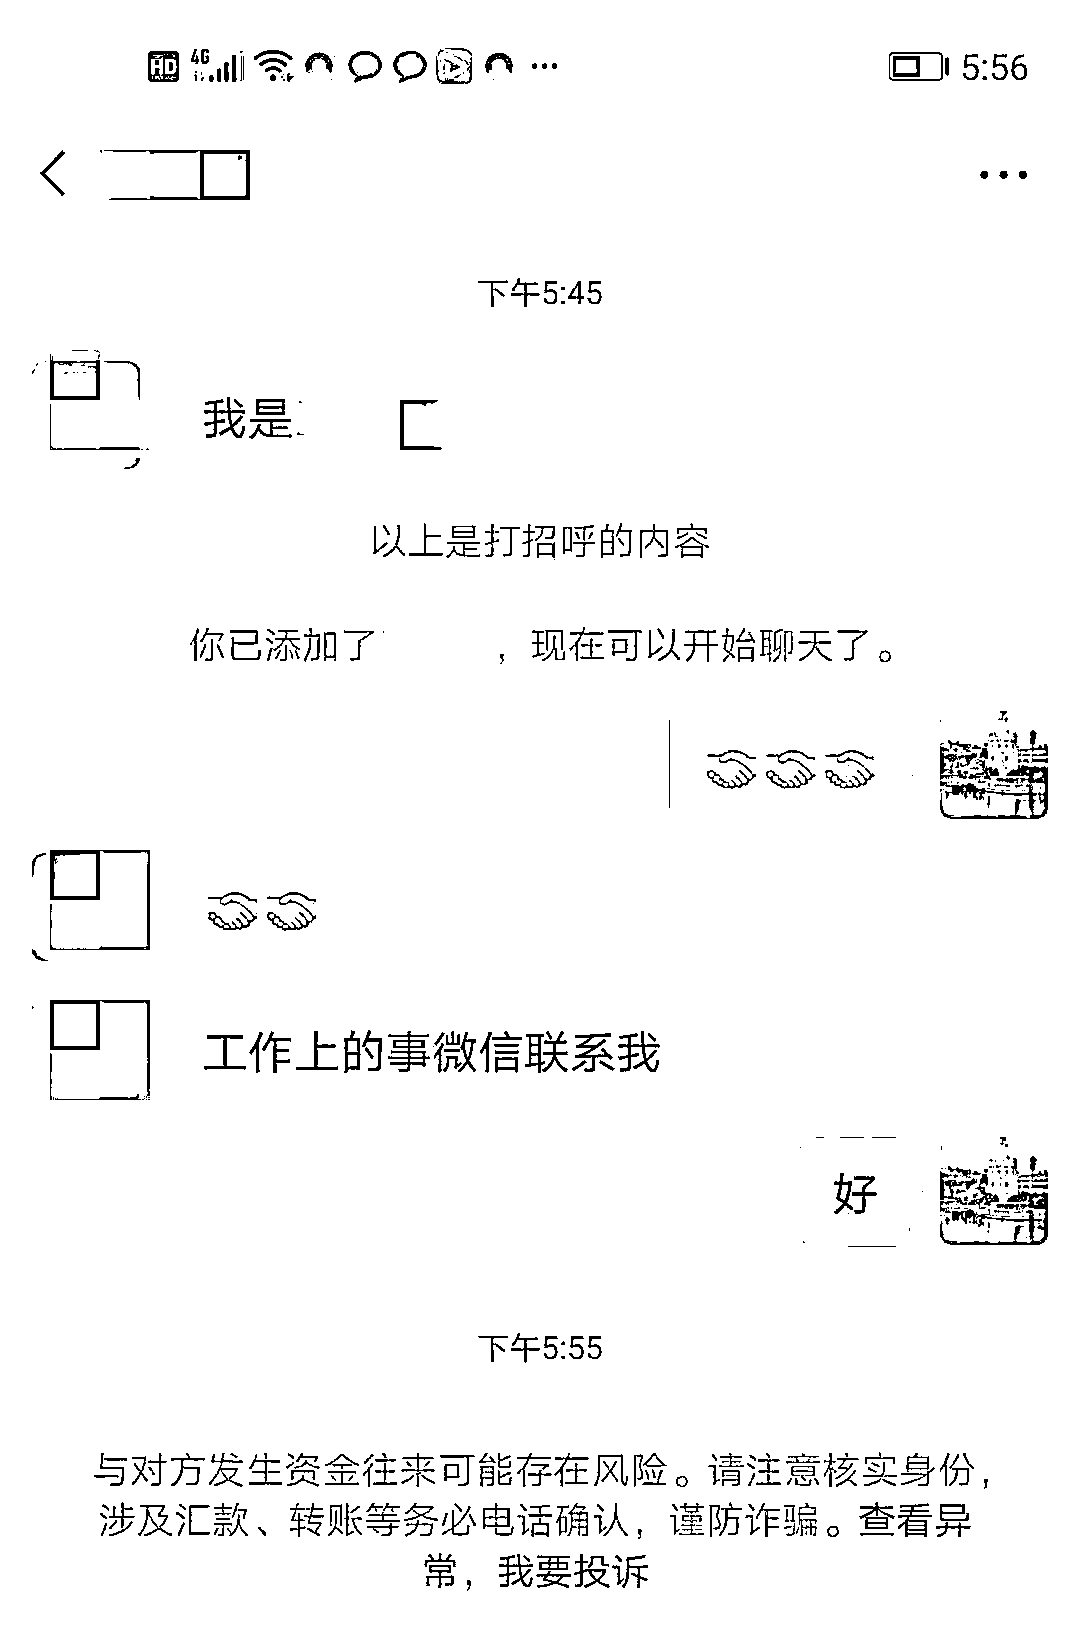 HD 4G 5:56
下午5:45
我是
以上是打招呼的内容
你已添加了 ，现在可以开始聊天了。
工作上的事微信联系我
好
下午5:55
与对方发生资金往来可能存在风险。请注意核实身份，
涉及汇款、转账等务必电话确认，谨防诈骗。查看异
常，我要投诉